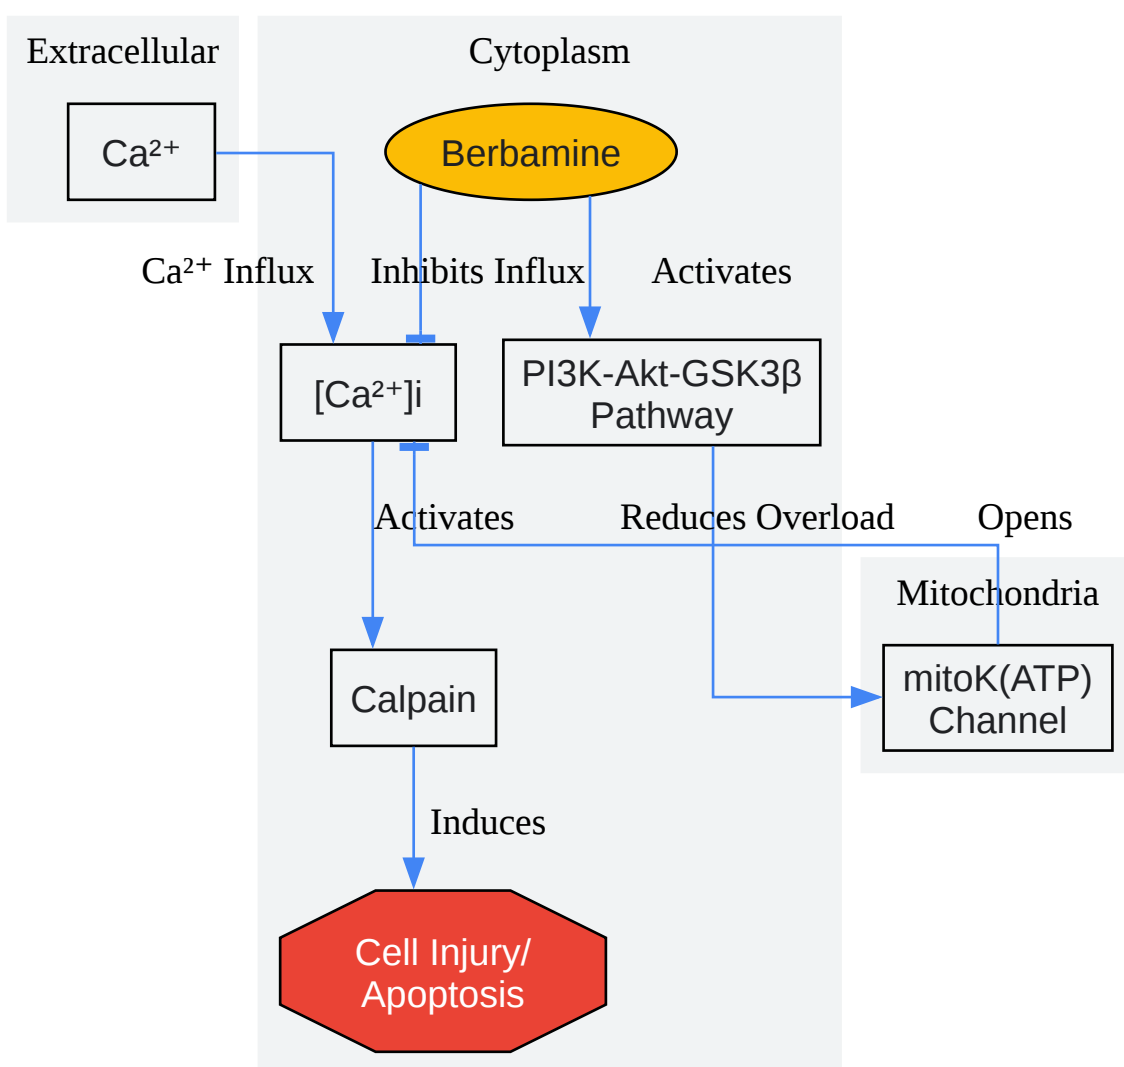 Extracellular
Cytoplasm
Ca²⁺
Berbamine
Ca²⁺ Influx
Inhibits Influx
Activates
[Ca²⁺]i
PI3K-Akt-GSK3β
Pathway
Activates
Reduces Overload
Opens
Mitochondria
Calpain
mitoK(ATP)
Channel
Induces
Cell Injury/
Apoptosis